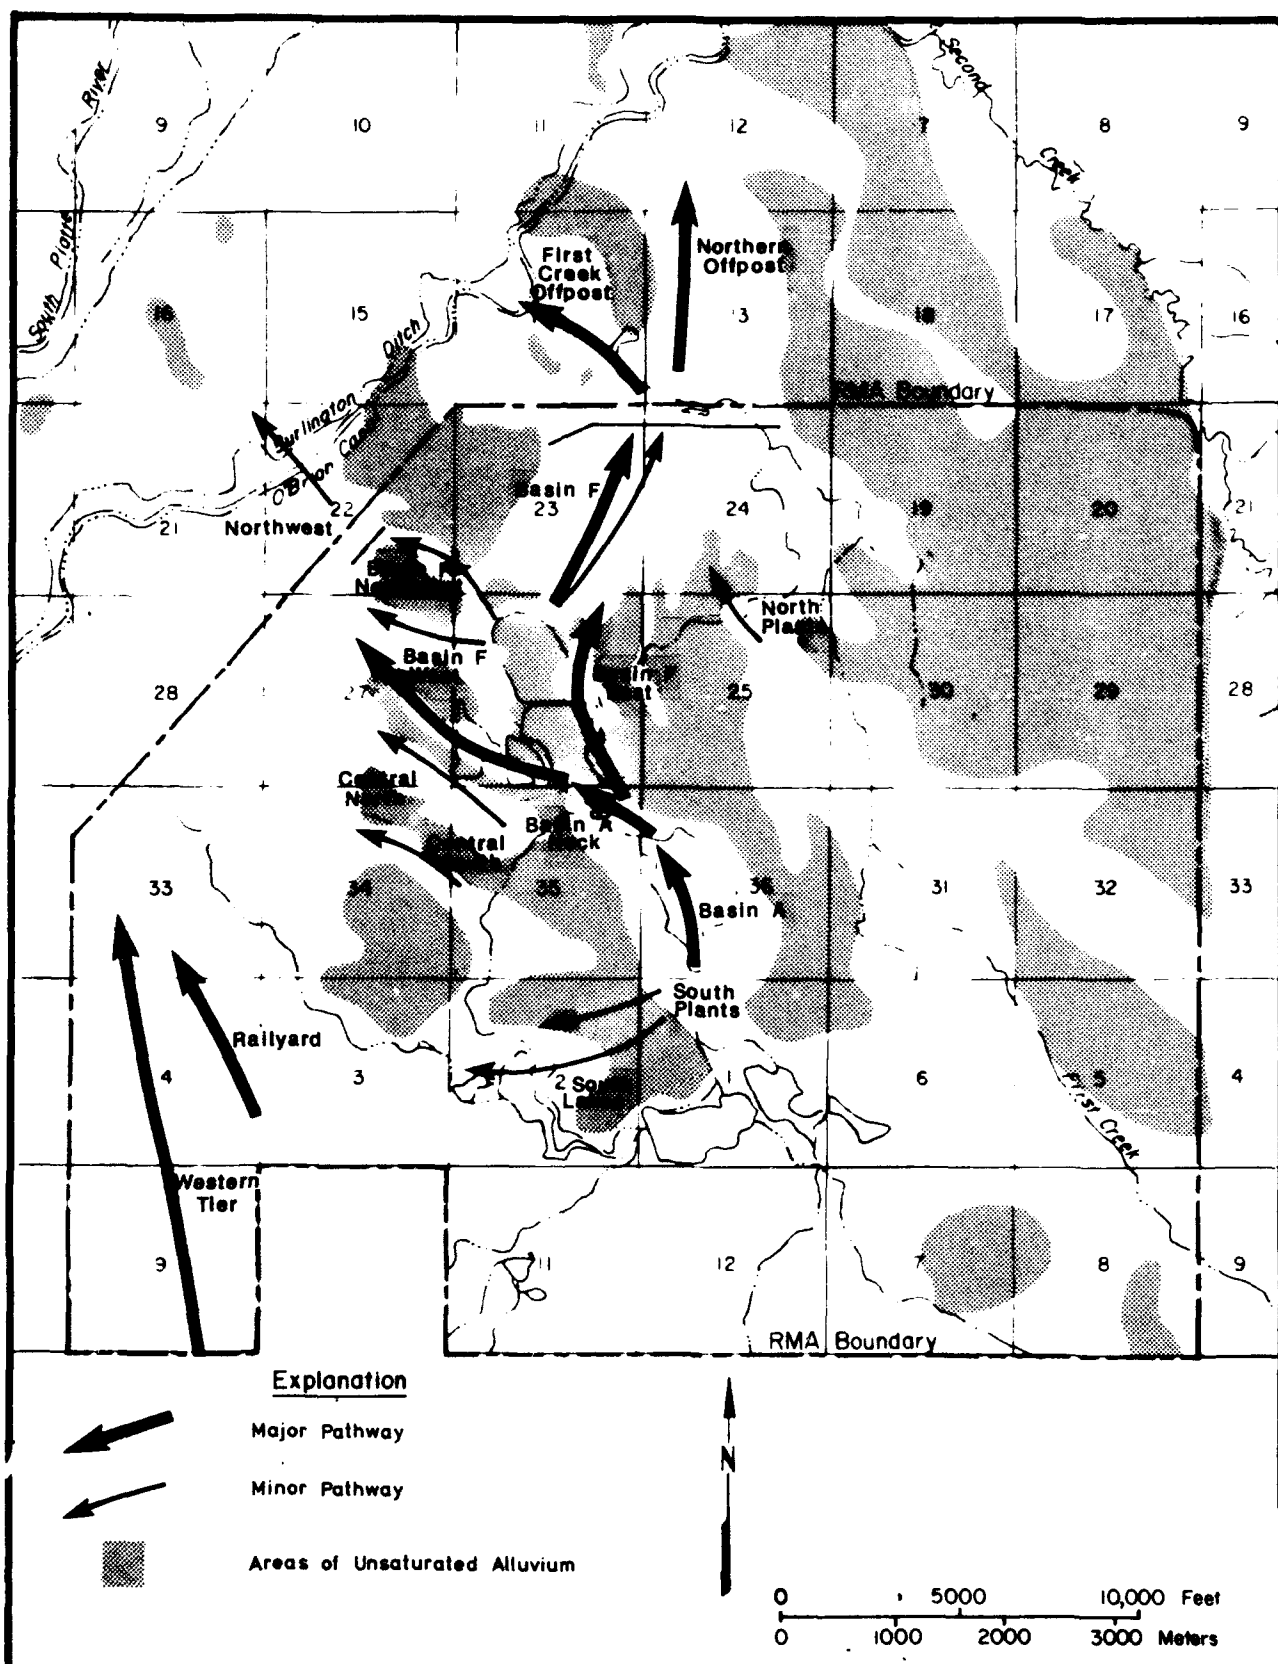 Second
River
9
10
11
12
7
8
9
Creek
Platte
South
First
Creek
Offpost
Northern
Offpost
16
15
13
18
17
16
Ditch
RMA Boundary
Burlington
O'Brian Canal
Basin F
21
22
23
24
19
20
21
Northwest
North
Plants
Basin F
28
27
25
30
29
28
Central
North
Basin A
Neck
Central
33
34
35
36
31
32
33
Basin A
South
Plants
Railyard
4
3
2
South
1
6
5
4
First Creek
Western
Tier
9
11
12
7
8
9
RMA Boundary
Explanation
Major Pathway
N
Minor Pathway
Areas of Unsaturated Alluvium
0 5000 10,000 Feet
0 1000 2000 3000 Meters